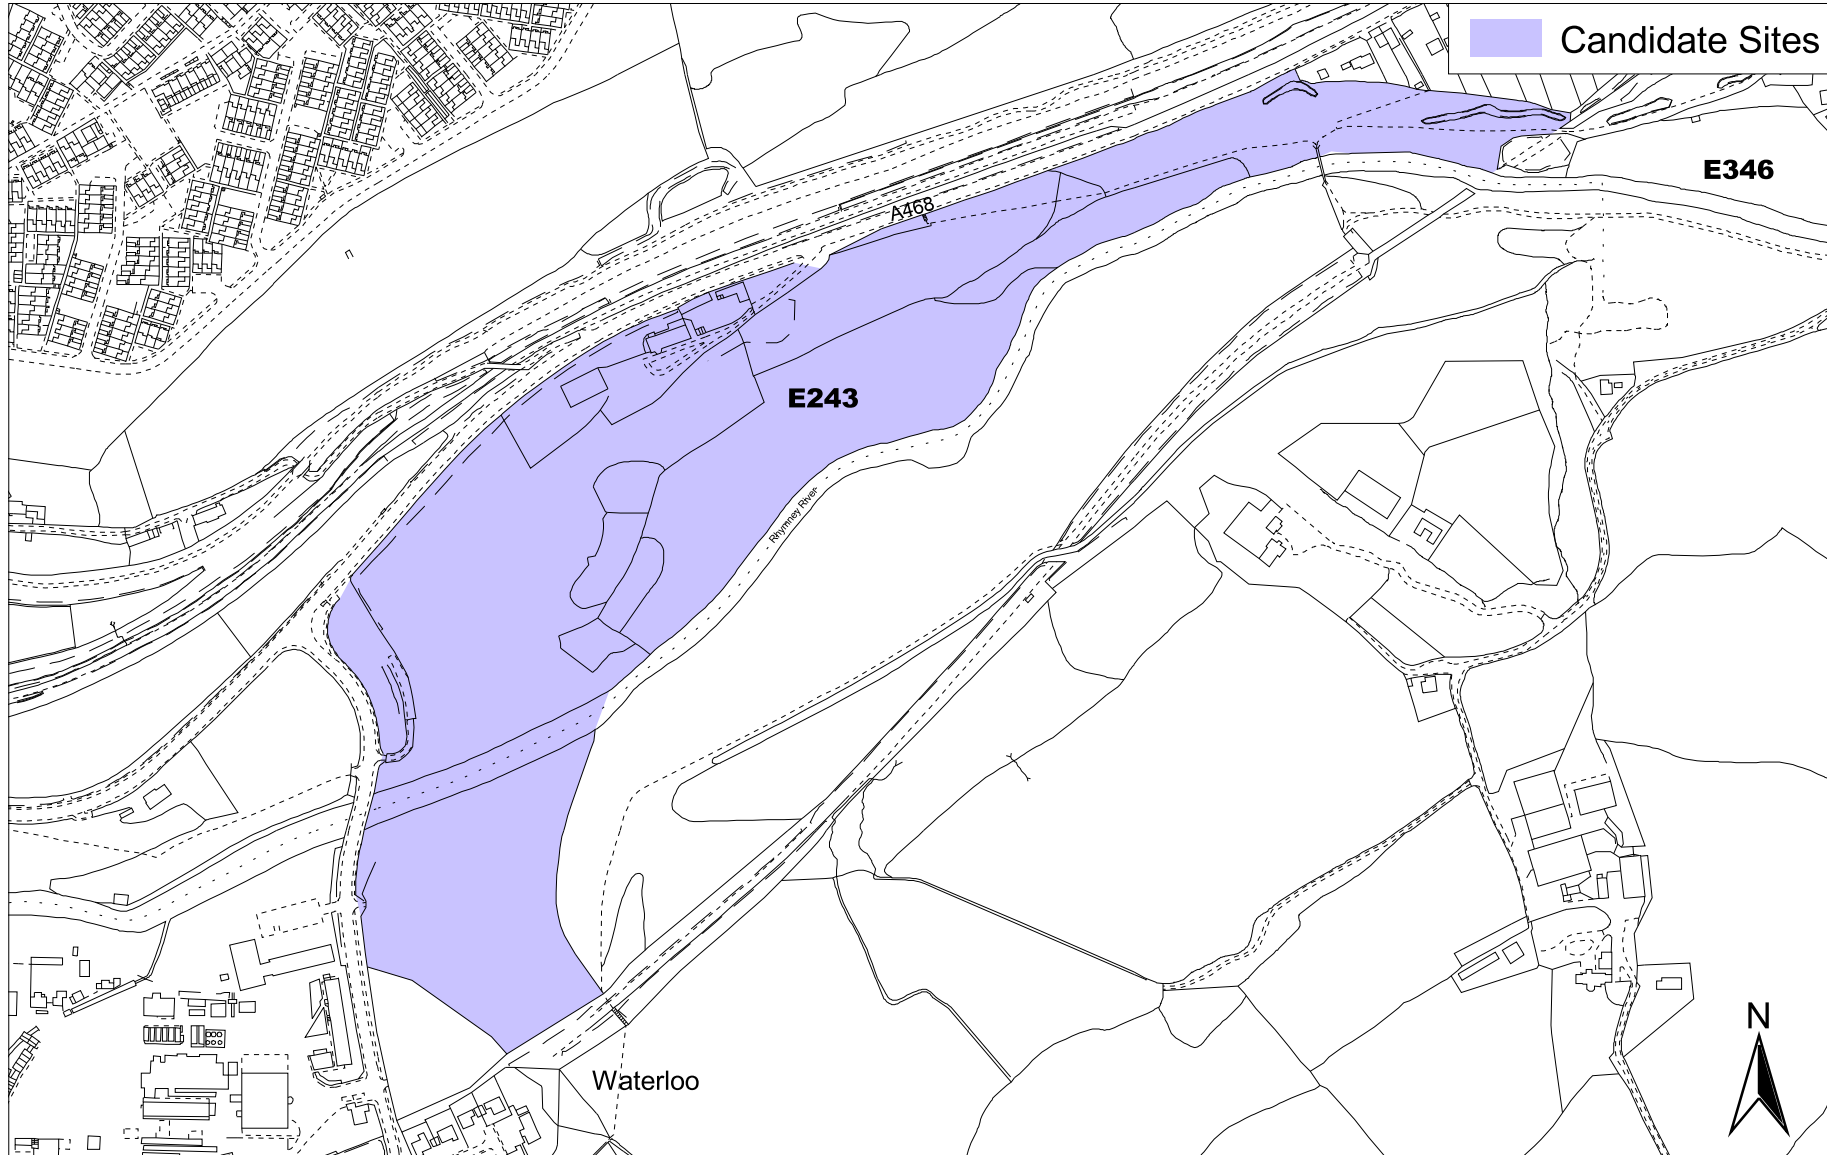 Candidate Sites
E346
A468
E243
Rhymney River
N
Waterloo